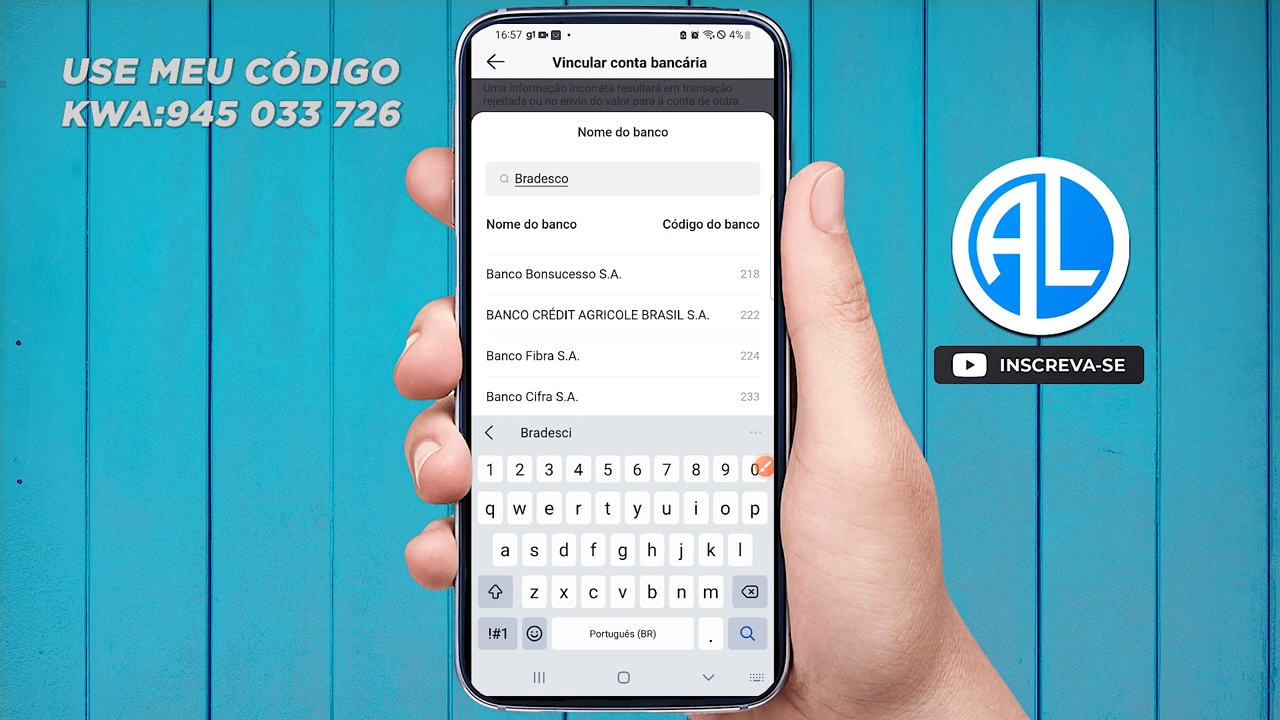 USE MEU CÓDIGO
KWA:945 033 726
16:57 g1 4%
Vincular conta bancária
Uma informação incorreta resultará em transação
rejeitada ou no envio do valor para a conta de outra
Nome do banco
Bradesco
Nome do banco Código do banco
Banco Bonsucesso S.A. 218
BANCO CRÉDIT AGRICOLE BRASIL S.A. 222
Banco Fibra S.A. 224
Banco Cifra S.A. 233
Bradesci
1 2 3 4 5 6 7 8 9 0
q w e r t y u i o p
a s d f g h j k l
z x c v b n m
!#1 Português (BR) .
AL
INSCREVA-SE